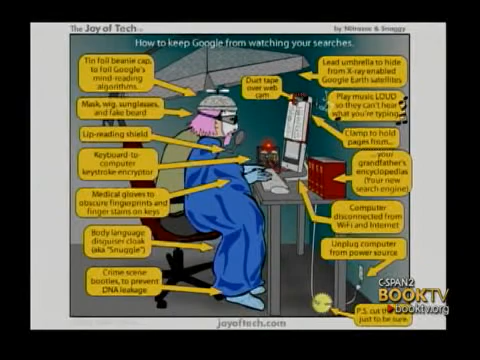 The Joy of Tech
by Nitrozac & Snaggy
How to keep Google from watching your searches.
Tin foil beanie cap,
to foil Google's
mind-reading
algorithms.
Mask, wig, sunglasses,
and fake beard
Lip-reading shield
Keyboard-to
computer
keystroke encryptor
Medical gloves to
obscure fingerprints and
finger stains on keys
Body language
disguiser cloak
(aka "Snuggle")
Crime scene
booties, to prevent
DNA leakage
Duct tape
over web
cam
Lead umbrella to hide
from X-ray enabled
Google Earth satellites
Play music LOUD
so they can't hear
what you're typing
Clamp to hold
pages from...
...your
grandfather's
encyclopedias
(Your new
search engine)
Computer
disconnected from
WiFi and Internet
Unplug computer
from power source
P.S. cut the
just to be sure.
joyoftech.com
C-SPAN2
BOOKTV
booktv.org